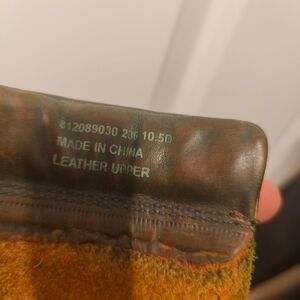 812089030 236 10.5D
MADE IN CHINA
LEATHER UPPER